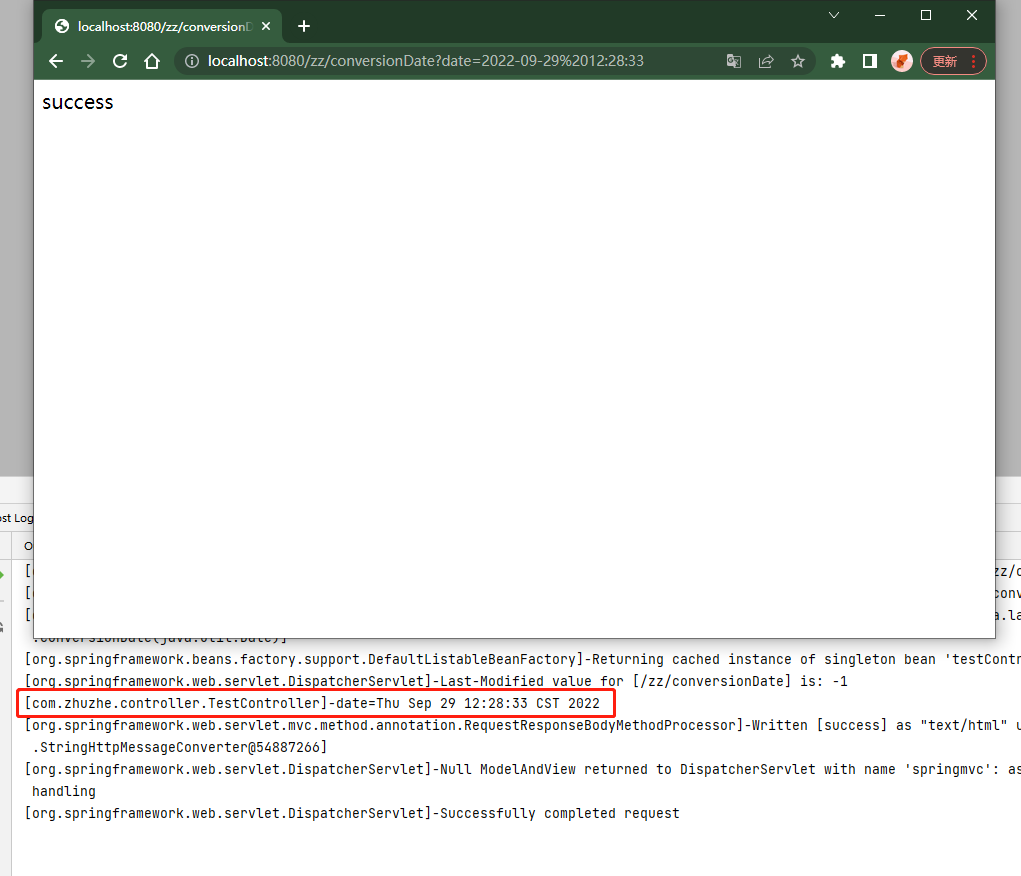 localhost:8080/zz/conversionD
localhost:8080/zz/conversionDate?date=2022-09-29%2012:28:33
更新
success
ost Log
O
[
zz/c
[
conv
[
a.la
.conversionDate(java.util.Date)]
[org.springframework.beans.factory.support.DefaultListableBeanFactory]-Returning cached instance of singleton bean 'testContr
[org.springframework.web.servlet.DispatcherServlet]-Last-Modified value for [/zz/conversionDate] is: -1
[com.zhuzhe.controller.TestController]-date=Thu Sep 29 12:28:33 CST 2022
[org.springframework.web.servlet.mvc.method.annotation.RequestResponseBodyMethodProcessor]-Written [success] as "text/html" u
.StringHttpMessageConverter@54887266]
[org.springframework.web.servlet.DispatcherServlet]-Null ModelAndView returned to DispatcherServlet with name 'springmvc': as
handling
[org.springframework.web.servlet.DispatcherServlet]-Successfully completed request